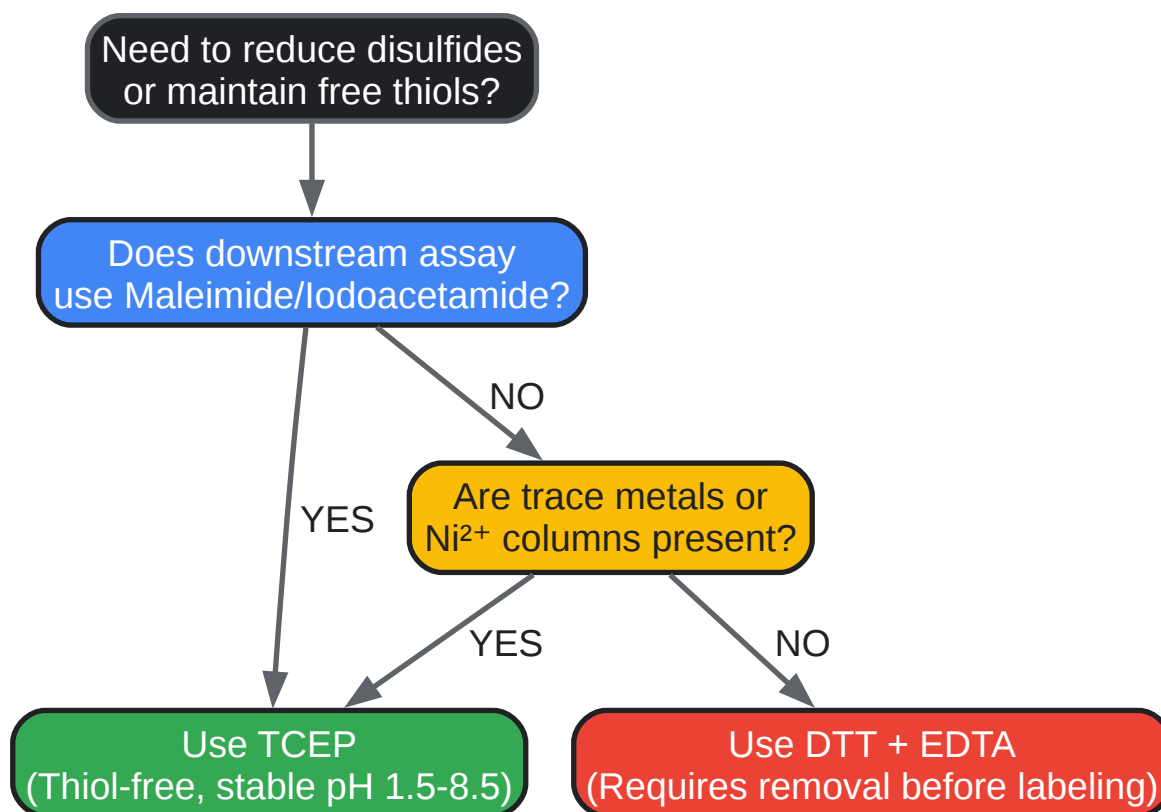 Need to reduce disulfides
or maintain free thiols?
Does downstream assay
use Maleimide/Iodoacetamide?
NO
Are trace metals or
Ni²⁺ columns present?
YES
YES
NO
Use TCEP
(Thiol-free, stable pH 1.5-8.5)
Use DTT + EDTA
(Requires removal before labeling)